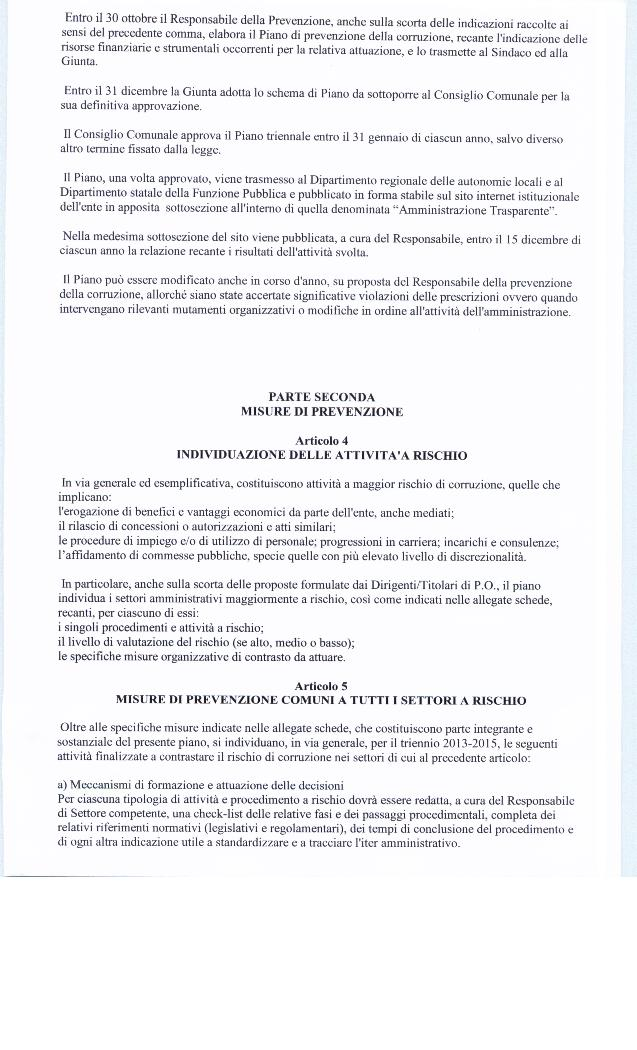 Entro il 30 ottobre il Responsabile della Prevenzione, anche sulla scorta delle indicazioni raccolte ai
sensi del precedente comma, elabora il Piano di prevenzione della corruzione, recante l'indicazione delle
risorse finanziarie e strumentali occorrenti per la relativa attuazione, e lo trasmette al Sindaco ed alla
Giunta.
Entro il 31 dicembre la Giunta adotta lo schema di Piano da sottoporre al Consiglio Comunale per la
sua definitiva approvazione.
Il Consiglio Comunale approva il Piano triennale entro il 31 gennaio di ciascun anno, salvo diverso
altro termine fissato dalla legge.
Il Piano, una volta approvato, viene trasmesso al Dipartimento regionale delle autonomie locali e al
Dipartimento statale della Funzione Pubblica e pubblicato in forma stabile sul sito internet istituzionale
dell'ente in apposita sottosezione all'interno di quella denominata “Amministrazione Trasparente”.
Nella medesima sottosezione del sito viene pubblicata, a cura del Responsabile, entro il 15 dicembre di
ciascun anno la relazione recante i risultati dell'attività svolta.
Il Piano può essere modificato anche in corso d'anno, su proposta del Responsabile della prevenzione
della corruzione, allorché siano state accertate significative violazioni delle prescrizioni ovvero quando
intervengano rilevanti mutamenti organizzativi o modifiche in ordine all'attività dell'amministrazione.
PARTE SECONDA
MISURE DI PREVENZIONE
Articolo 4
INDIVIDUAZIONE DELLE ATTIVITA'A RISCHIO
In via generale ed esemplificativa, costituiscono attività a maggior rischio di corruzione, quelle che
implicano:
l'erogazione di benefici e vantaggi economici da parte dell'ente, anche mediati;
il rilascio di concessioni o autorizzazioni e atti similari;
le procedure di impiego e/o di utilizzo di personale; progressioni in carriera; incarichi e consulenze;
l’affidamento di commesse pubbliche, specie quelle con più elevato livello di discrezionalità.
In particolare, anche sulla scorta delle proposte formulate dai Dirigenti/Titolari di P.O., il piano
individua i settori amministrativi maggiormente a rischio, così come indicati nelle allegate schede,
recanti, per ciascuno di essi:
i singoli procedimenti e attività a rischio;
il livello di valutazione del rischio (se alto, medio o basso);
le specifiche misure organizzative di contrasto da attuare.
Articolo 5
MISURE DI PREVENZIONE COMUNI A TUTTI I SETTORI A RISCHIO
Oltre alle specifiche misure indicate nelle allegate schede, che costituiscono parte integrante e
sostanziale del presente piano, si individuano, in via generale, per il triennio 2013-2015, le seguenti
attività finalizzate a contrastare il rischio di corruzione nei settori di cui al precedente articolo:
a) Meccanismi di formazione e attuazione delle decisioni
Per ciascuna tipologia di attività e procedimento a rischio dovrà essere redatta, a cura del Responsabile
di Settore competente, una check-list delle relative fasi e dei passaggi procedimentali, completa dei
relativi riferimenti normativi (legislativi e regolamentari), dei tempi di conclusione del procedimento e
di ogni altra indicazione utile a standardizzare e a tracciare l'iter amministrativo.